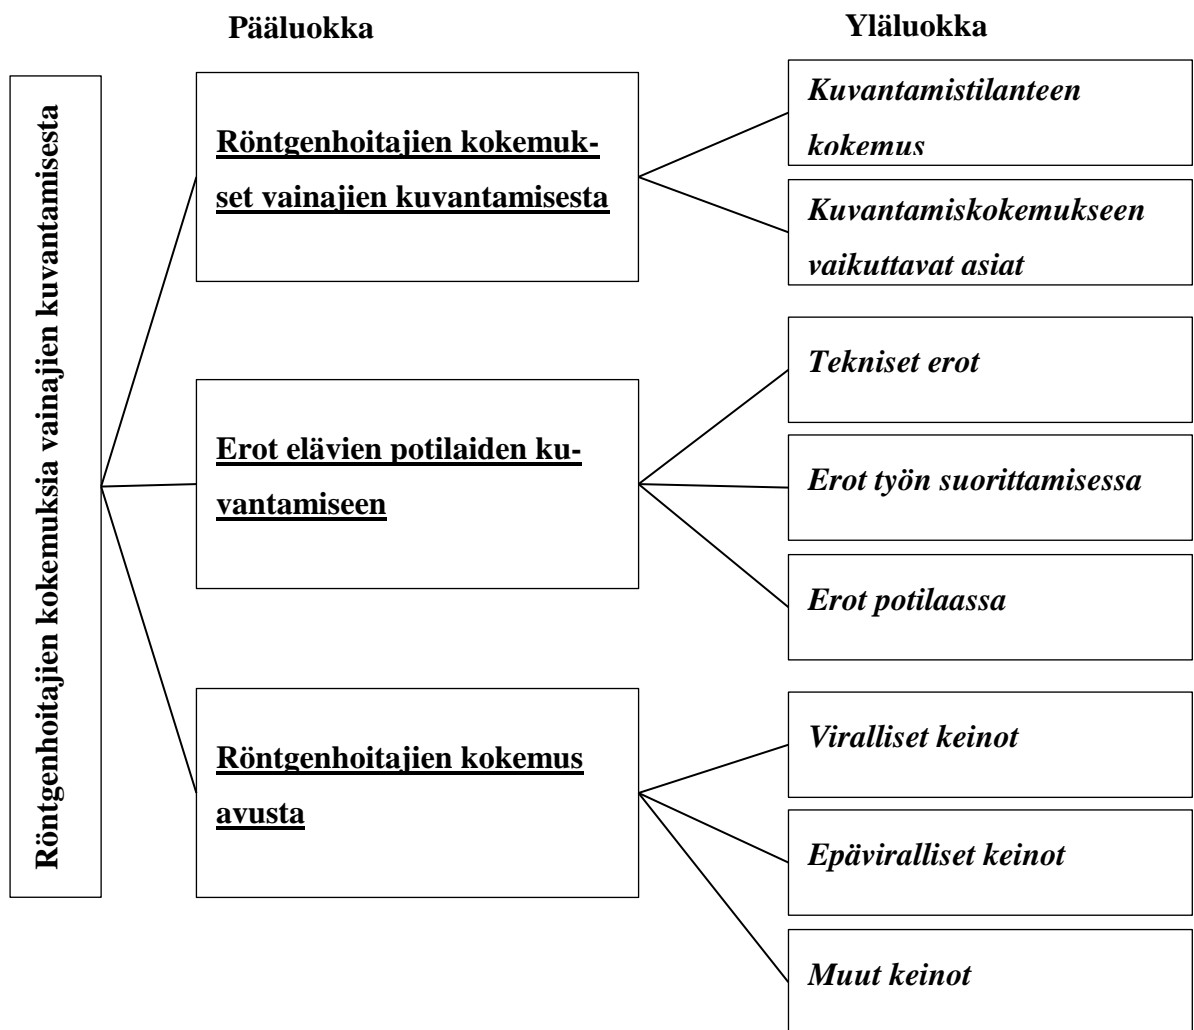 Pääluokka
Yläluokka
Röntgenhoitajien kokemuksia vainajien kuvantamisesta
Röntgenhoitajien kokemuk-
set vainajien kuvantamisesta
Kuvantamistilanteen
kokemus
Kuvantamiskokemukseen
vaikuttavat asiat
Erot elävien potilaiden ku-
vantamiseen
Tekniset erot
Erot työn suorittamisessa
Erot potilaassa
Röntgenhoitajien kokemus
avusta
Viralliset keinot
Epäviralliset keinot
Muut keinot